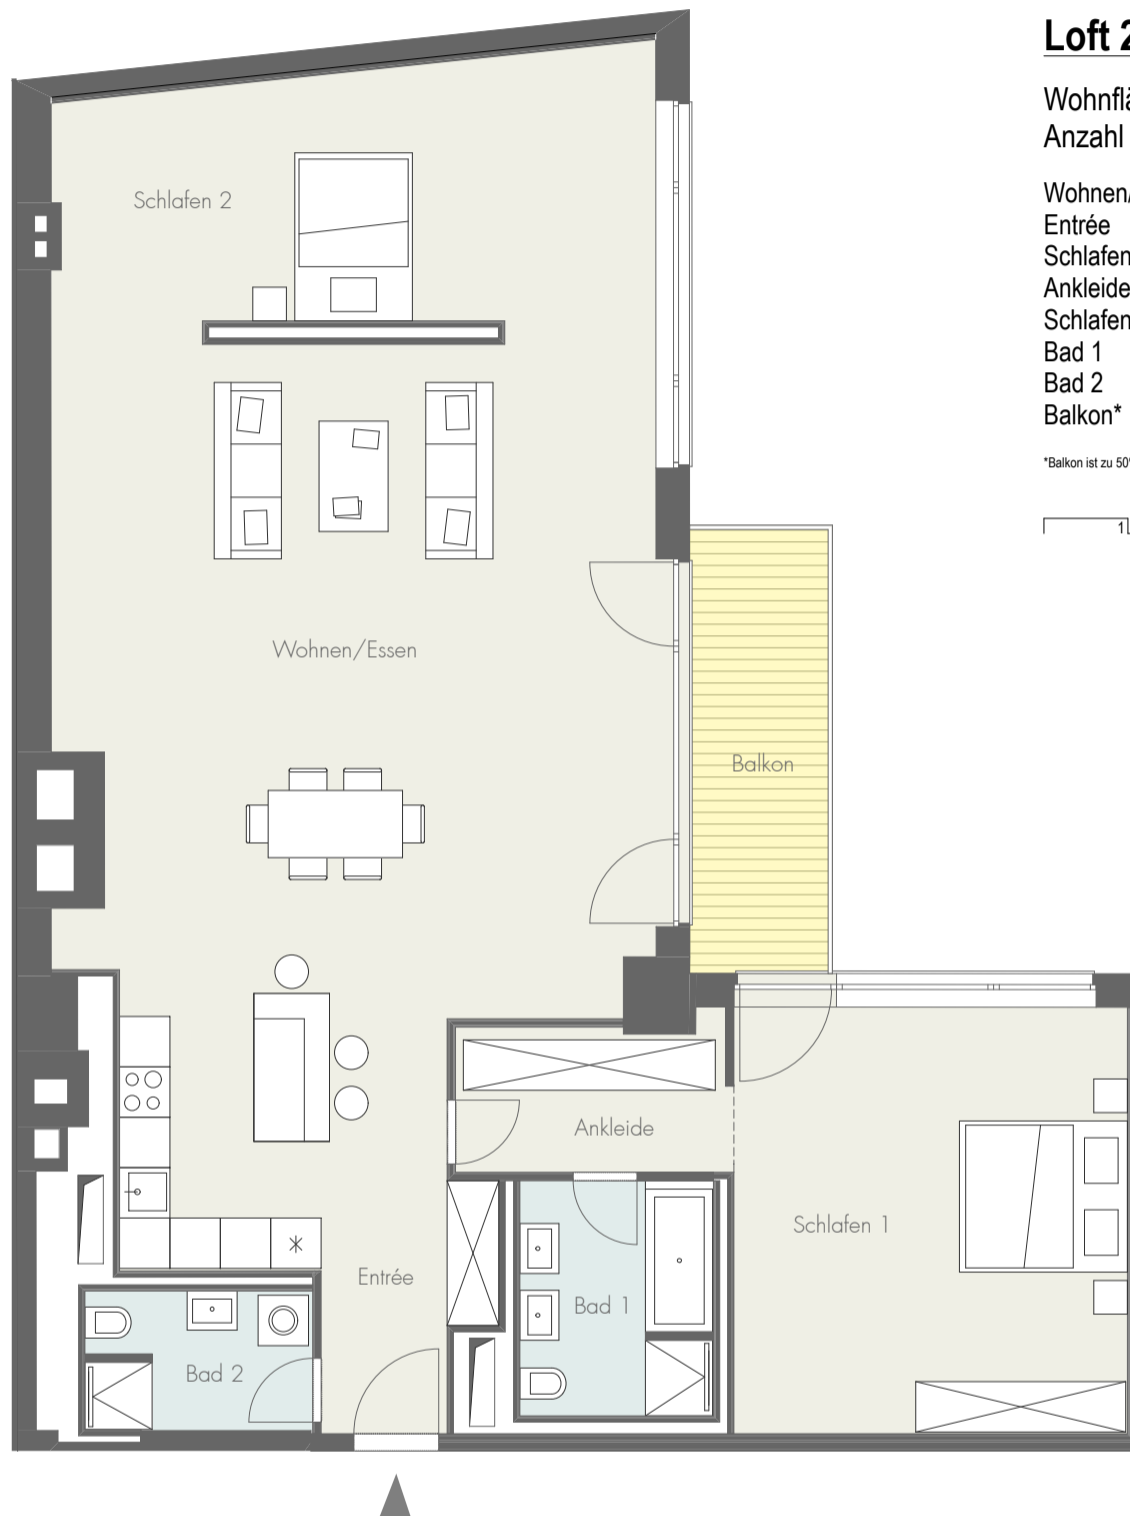 Loft 2
Wohnflä
Anzahl
Wohnen/
Entrée
Schlafen
Ankleide
Schlafen
Bad 1
Bad 2
Balkon*
*Balkon ist zu 50%
1
Schlafen 2
Wohnen/Essen
Balkon
Ankleide
Schlafen 1
Entrée
Bad 1
Bad 2